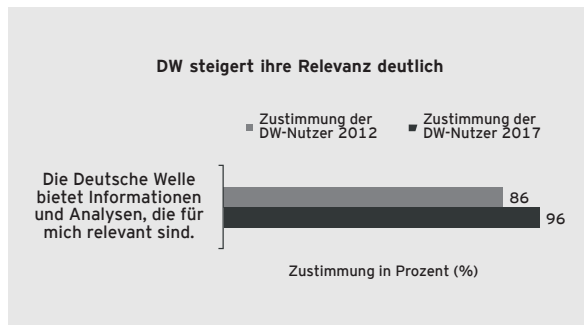 DW steigert ihre Relevanz deutlich
Zustimmung der
DW-Nutzer 2012
Zustimmung der
DW-Nutzer 2017
Die Deutsche Welle
bietet Informationen
und Analysen, die für
mich relevant sind.
86
96
Zustimmung in Prozent (%)